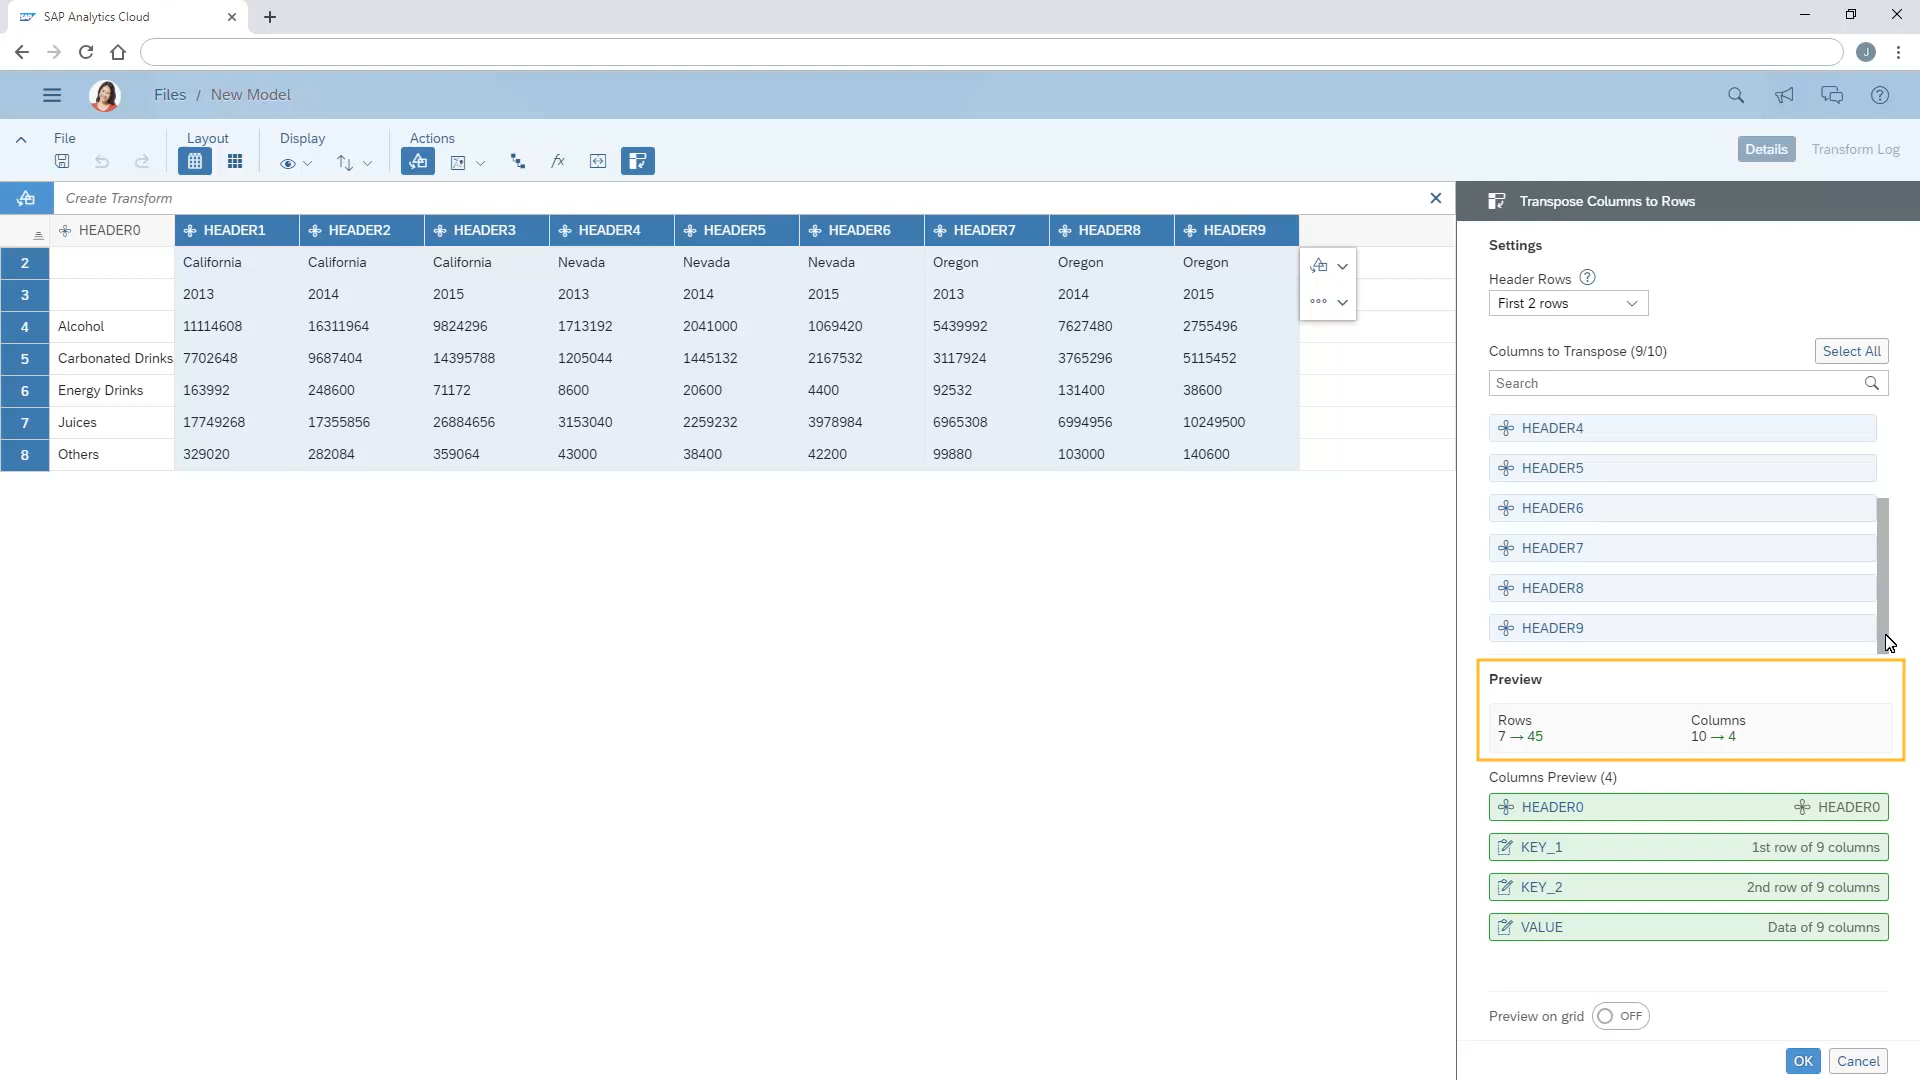 SAP Analytics Cloud
J
Files / New Model
File
Layout
Display
Actions
fx
Details
Transform Log
Create Transform
Transpose Columns to Rows
HEADER0 HEADER1 HEADER2 HEADER3 HEADER4 HEADER5 HEADER6 HEADER7 HEADER8 HEADER9
2 California California California Nevada Nevada Nevada Oregon Oregon Oregon
3 2013 2014 2015 2013 2014 2015 2013 2014 2015
4 Alcohol 11114608 16311964 9824296 1713192 2041000 1069420 5439992 7627480 2755496
5 Carbonated Drinks 7702648 9687404 14395788 1205044 1445132 2167532 3117924 3765296 5115452
6 Energy Drinks 163992 248600 71172 8600 20600 4400 92532 131400 38600
7 Juices 17749268 17355856 26884656 3153040 2259232 3978984 6965308 6994956 10249500
8 Others 329020 282084 359064 43000 38400 42200 99880 103000 140600
Settings
Header Rows
First 2 rows
Columns to Transpose (9/10)
Select All
Search
HEADER4
HEADER5
HEADER6
HEADER7
HEADER8
HEADER9
Preview
Rows Columns
7 → 45 10 → 4
Columns Preview (4)
HEADER0 HEADER0
KEY_1 1st row of 9 columns
KEY_2 2nd row of 9 columns
VALUE Data of 9 columns
Preview on grid OFF
OK Cancel